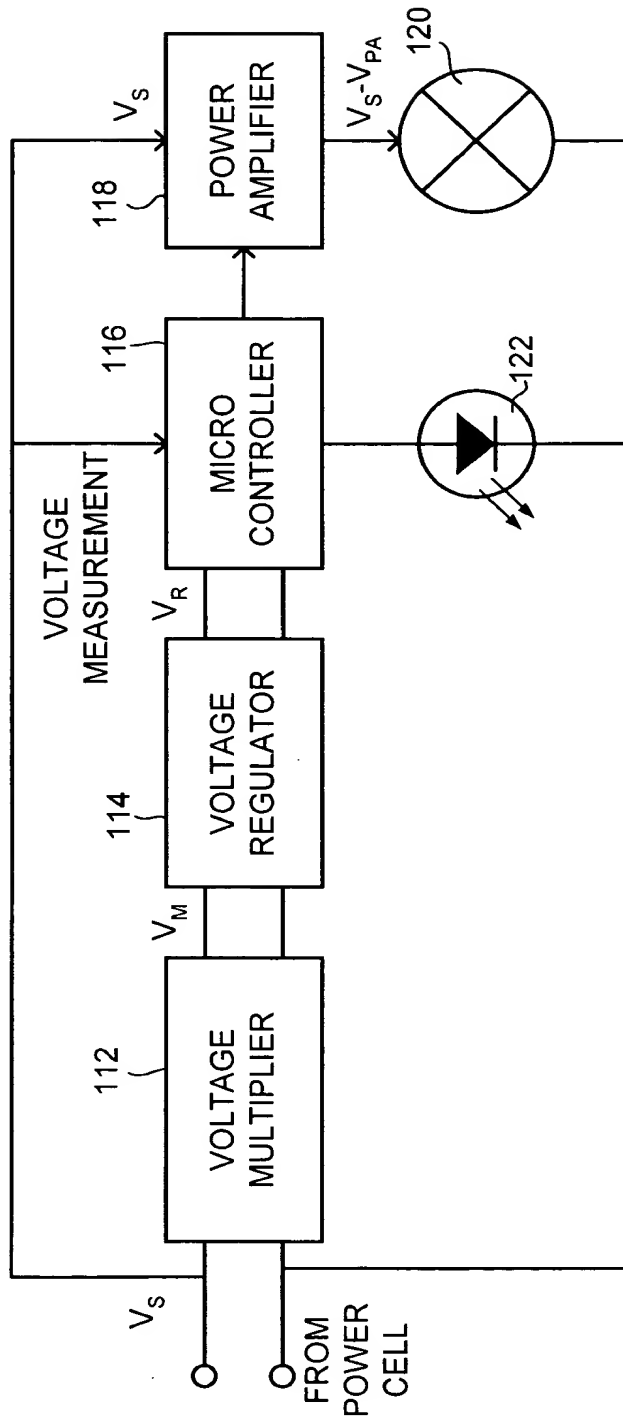 FROM
POWER
CELL
V_S
112
VOLTAGE
MULTIPLIER
V_M
114
VOLTAGE
REGULATOR
V_R
VOLTAGE
MEASUREMENT
116
MICRO
CONTROLLER
122
118
V_S
POWER
AMPLIFIER
V_S-V_PA
120